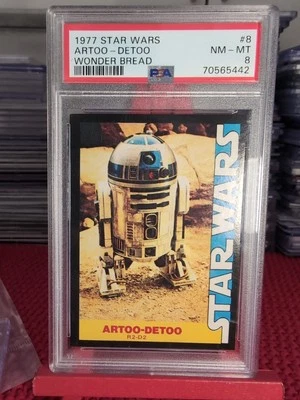 1977 STAR WARS #8
ARTOO-DETOO NM-MT
WONDER BREAD PSA 8
70565442
STAR WARS
ARTOO-DETOO
R2-D2